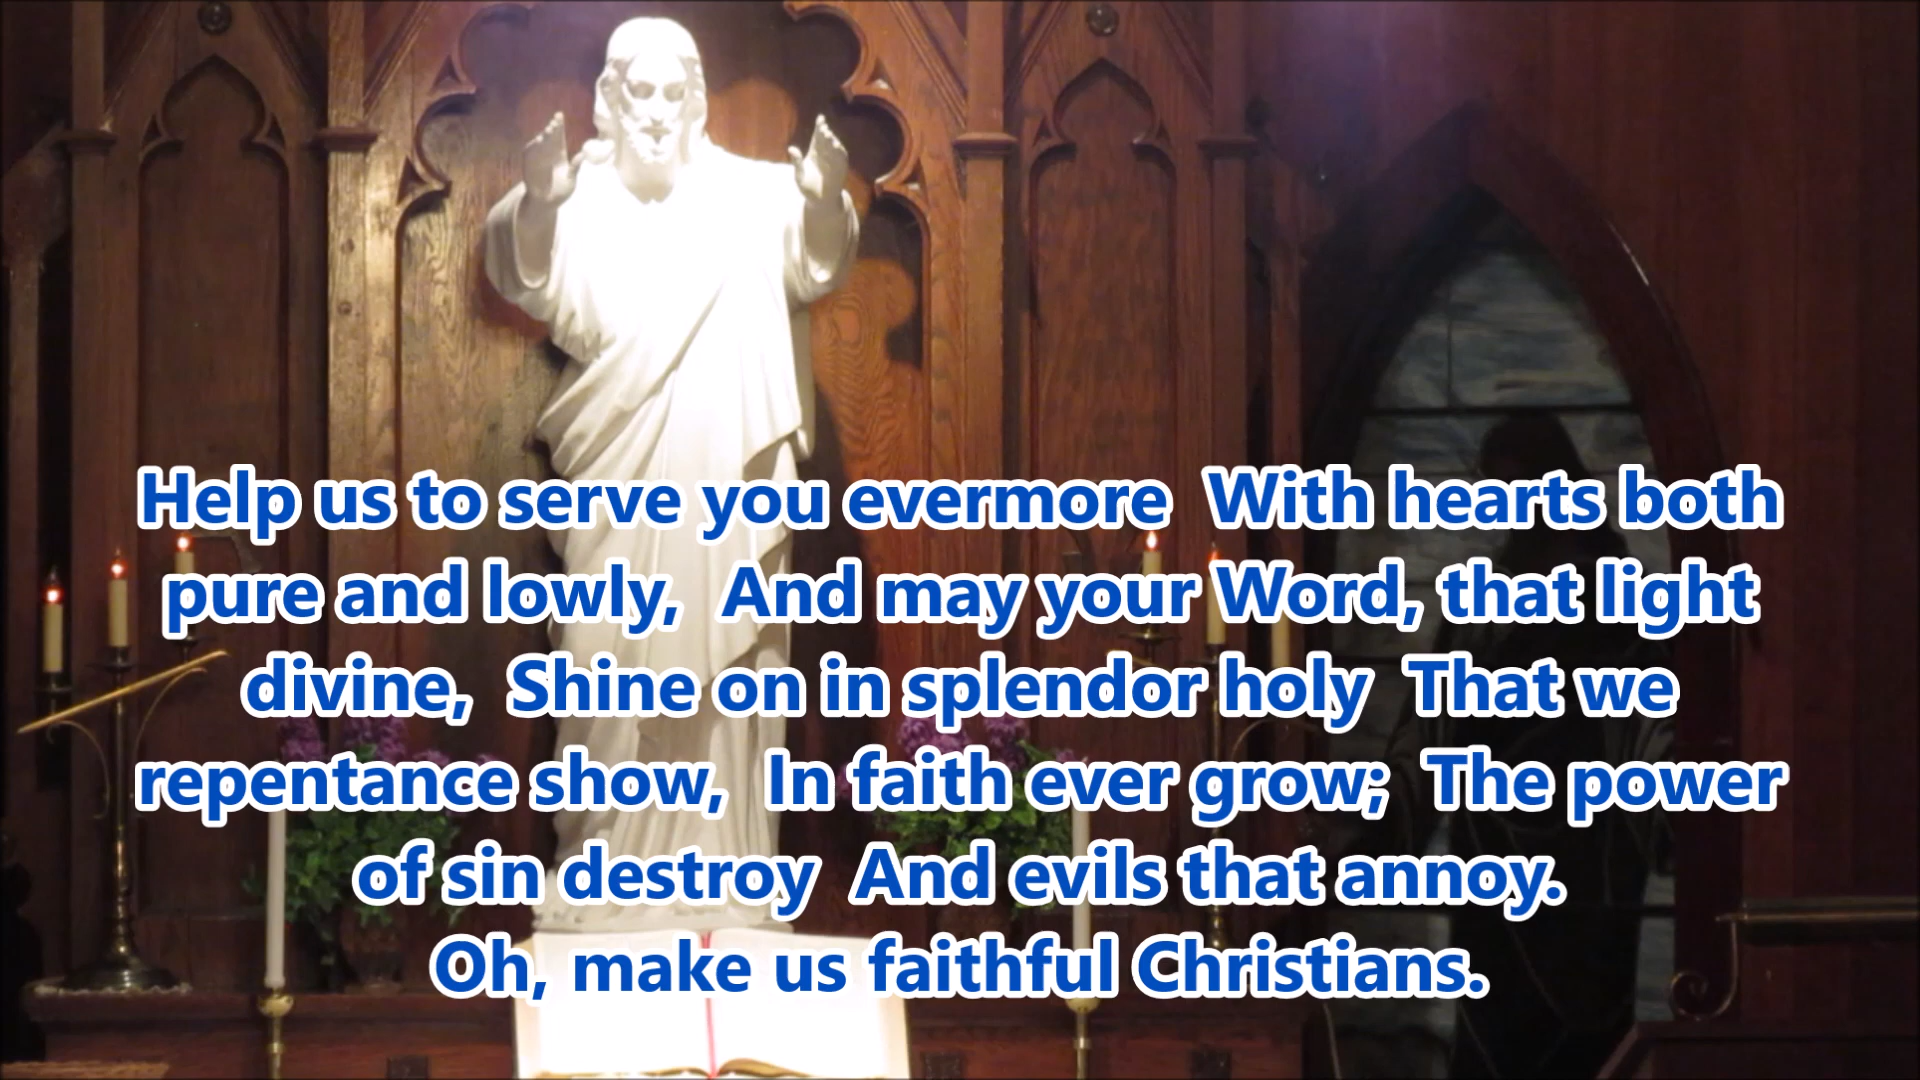 Help us to serve you evermore  With hearts both
pure and lowly,  And may your Word, that light
divine,  Shine on in splendor holy  That we
repentance show,  In faith ever grow;  The power
of sin destroy  And evils that annoy.
Oh, make us faithful Christians.